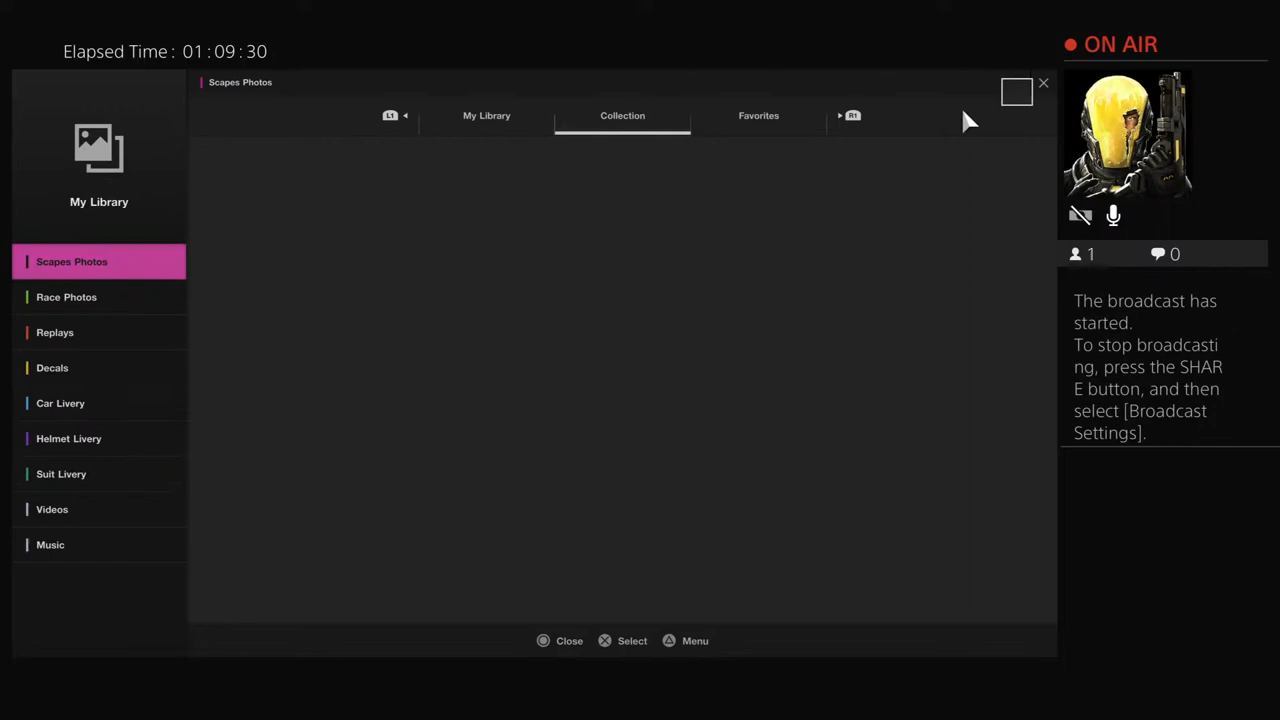 Elapsed Time: 01:09:30
ON AIR
Scapes Photos
L1
My Library
Collection
Favorites
R1
My Library
Scapes Photos
Race Photos
Replays
Decals
Car Livery
Helmet Livery
Suit Livery
Videos
Music
1
0
The broadcast has
started.
To stop broadcasti
ng, press the SHAR
E button, and then
select [Broadcast
Settings].
Close
Select
Menu